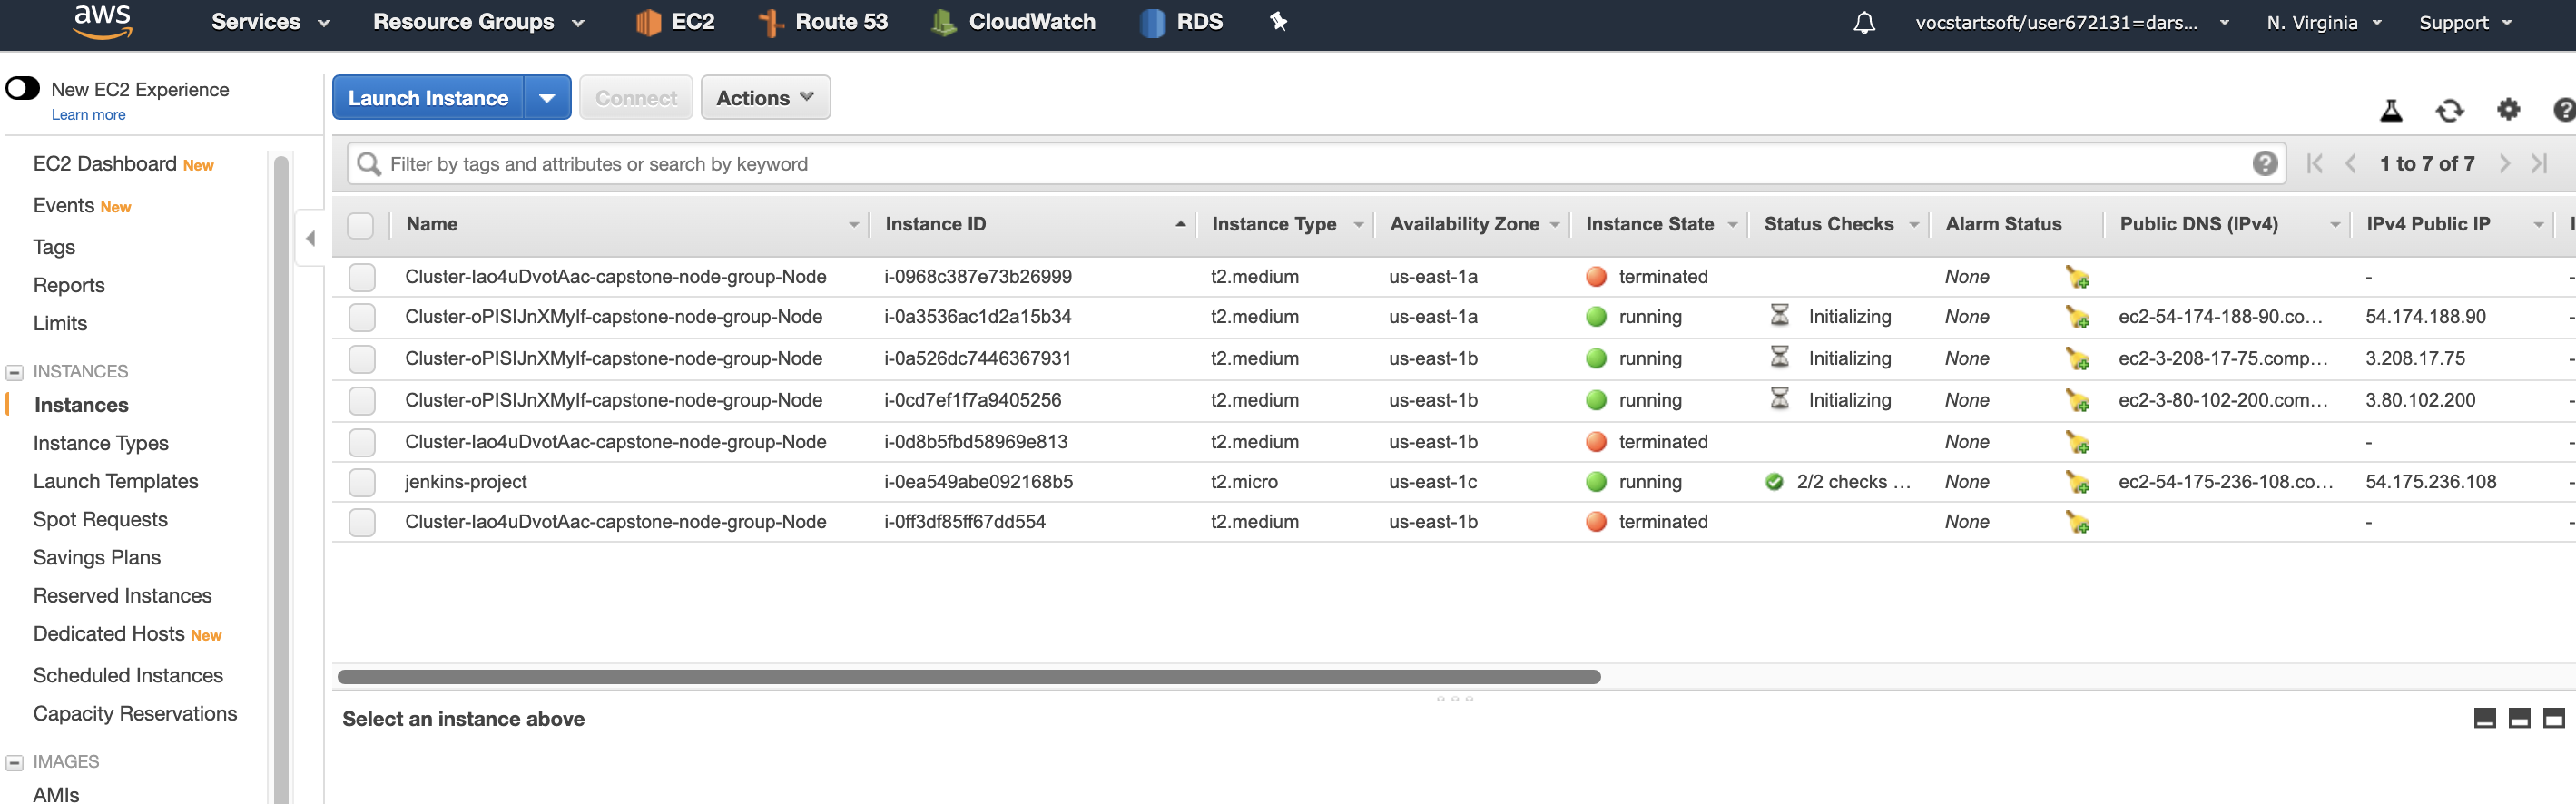 aws Services Resource Groups EC2 Route 53 CloudWatch RDS vocstartsoft/user672131=dars... N. Virginia Support
New EC2 Experience
Learn more
EC2 Dashboard New
Events New
Tags
Reports
Limits
INSTANCES
Instances
Instance Types
Launch Templates
Spot Requests
Savings Plans
Reserved Instances
Dedicated Hosts New
Scheduled Instances
Capacity Reservations
IMAGES
AMIs
Launch Instance Connect Actions
Filter by tags and attributes or search by keyword 1 to 7 of 7
Name Instance ID Instance Type Availability Zone Instance State Status Checks Alarm Status Public DNS (IPv4) IPv4 Public IP
Cluster-Iao4uDvotAac-capstone-node-group-Node i-0968c387e73b26999 t2.medium us-east-1a terminated None -
Cluster-oPISIJnXMyIf-capstone-node-group-Node i-0a3536ac1d2a15b34 t2.medium us-east-1a running Initializing None ec2-54-174-188-90.co... 54.174.188.90 -
Cluster-oPISIJnXMyIf-capstone-node-group-Node i-0a526dc7446367931 t2.medium us-east-1b running Initializing None ec2-3-208-17-75.comp... 3.208.17.75 -
Cluster-oPISIJnXMyIf-capstone-node-group-Node i-0cd7ef1f7a9405256 t2.medium us-east-1b running Initializing None ec2-3-80-102-200.com... 3.80.102.200 -
Cluster-Iao4uDvotAac-capstone-node-group-Node i-0d8b5fbd58969e813 t2.medium us-east-1b terminated None - -
jenkins-project i-0ea549abe092168b5 t2.micro us-east-1c running 2/2 checks ... None ec2-54-175-236-108.co... 54.175.236.108 -
Cluster-Iao4uDvotAac-capstone-node-group-Node i-0ff3df85ff67dd554 t2.medium us-east-1b terminated None - -
Select an instance above